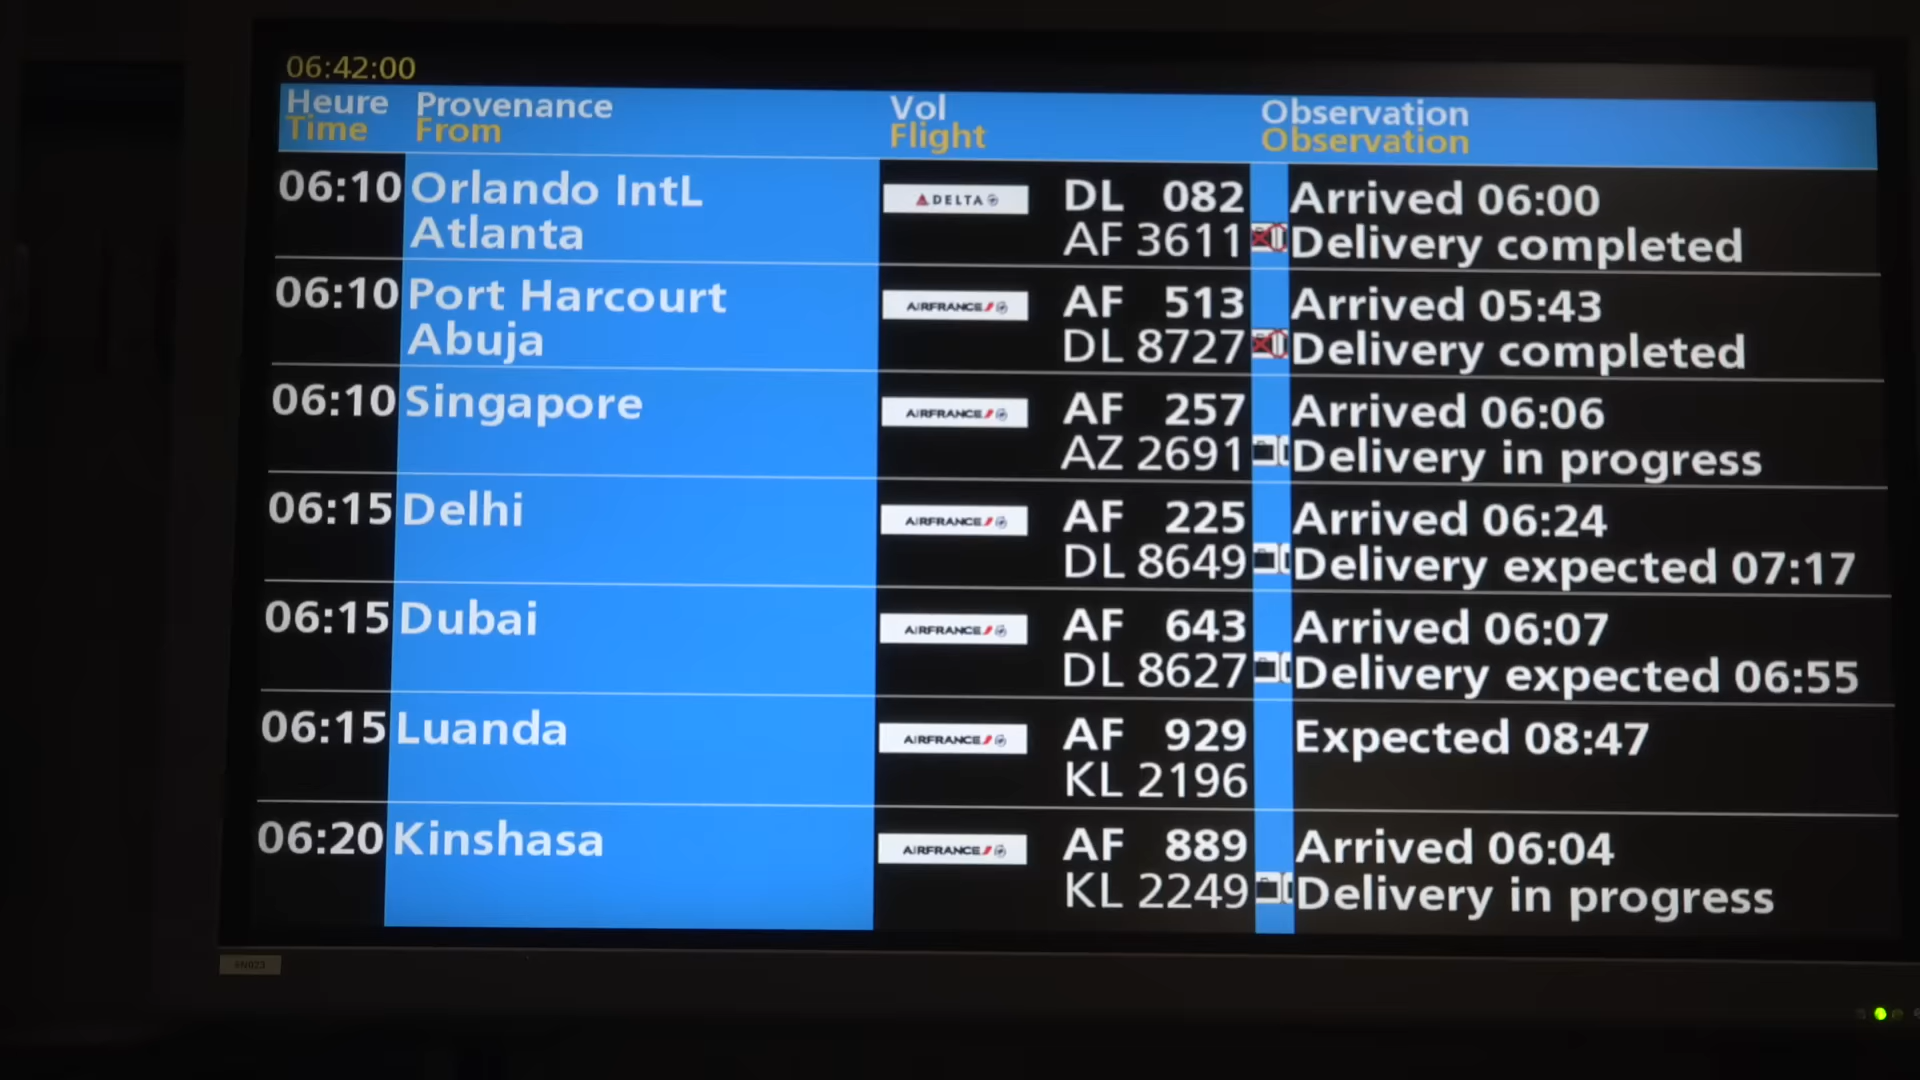 06:42:00
Heure Provenance Vol Observation
Time From Flight Observation
06:10 Orlando IntL DELTA DL 082 Arrived 06:00
Atlanta AF 3611 Delivery completed
06:10 Port Harcourt AIRFRANCE AF 513 Arrived 05:43
Abuja DL 8727 Delivery completed
06:10 Singapore AIRFRANCE AF 257 Arrived 06:06
AZ 2691 Delivery in progress
06:15 Delhi AIRFRANCE AF 225 Arrived 06:24
DL 8649 Delivery expected 07:17
06:15 Dubai AIRFRANCE AF 643 Arrived 06:07
DL 8627 Delivery expected 06:55
06:15 Luanda AIRFRANCE AF 929 Expected 08:47
KL 2196
06:20 Kinshasa AIRFRANCE AF 889 Arrived 06:04
KL 2249 Delivery in progress